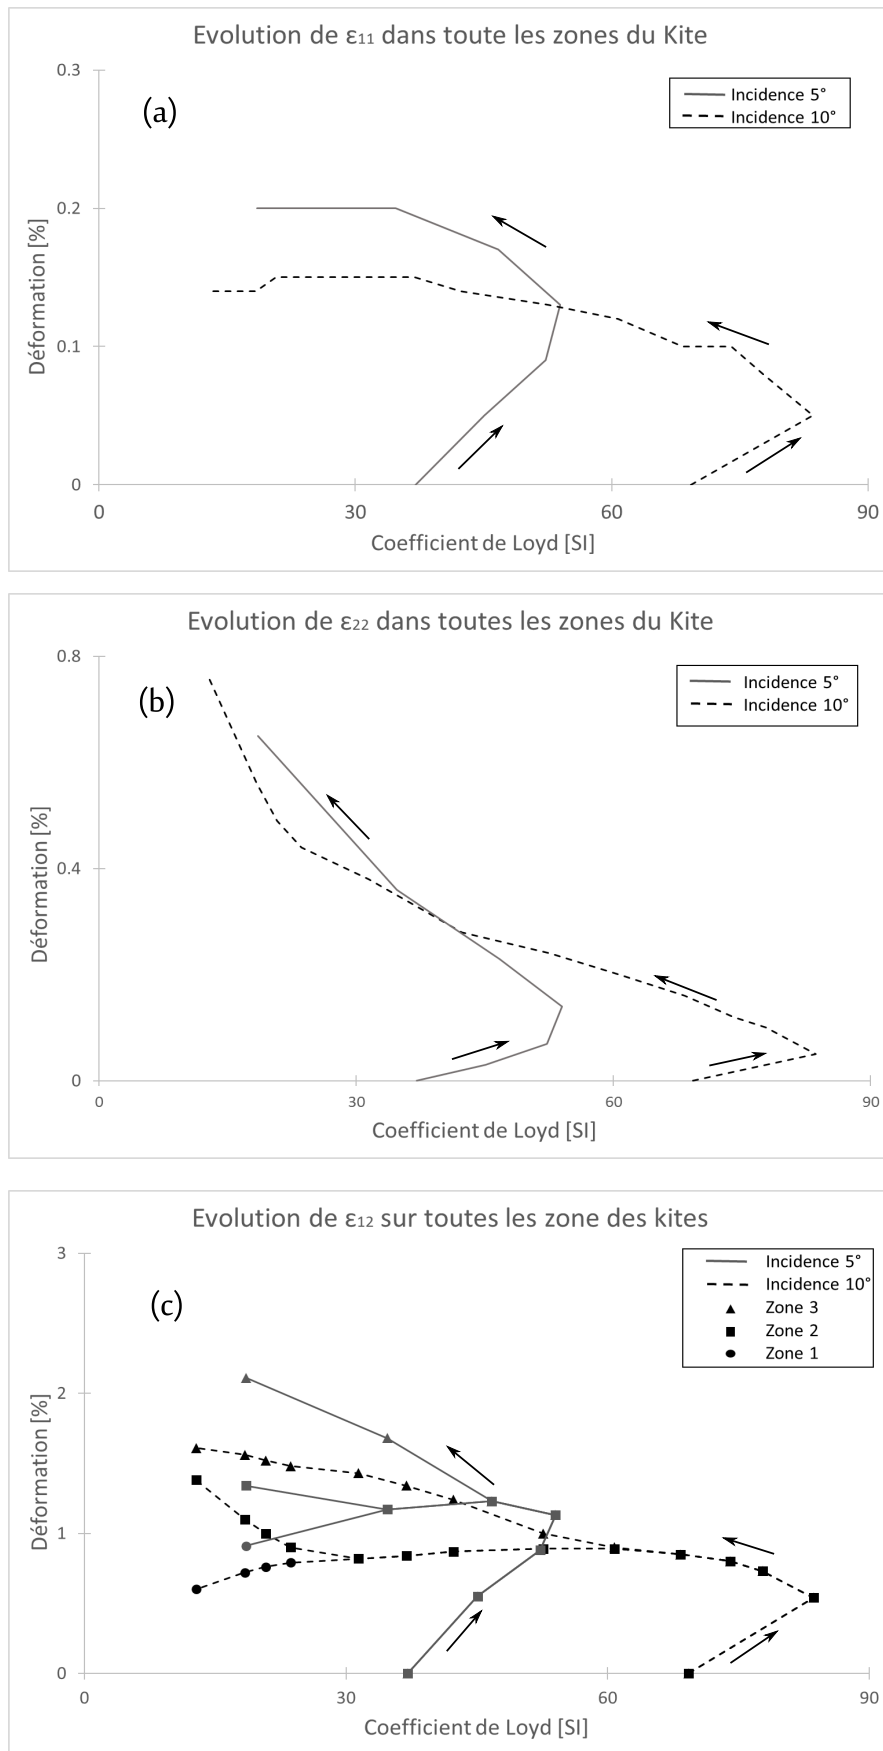 Evolution de ε11 dans toute les zones du Kite
0.3
(a)
Incidence 5°
Incidence 10°
0.2
Déformation [%]
0.1
0
0 30 60 90
Coefficient de Loyd [SI]
Evolution de ε22 dans toutes les zones du Kite
0.8
(b)
Incidence 5°
Incidence 10°
Déformation [%]
0.4
0
0 30 60 90
Coefficient de Loyd [SI]
Evolution de ε12 sur toutes les zone des kites
3
(c)
Incidence 5°
Incidence 10°
Zone 3
Zone 2
Zone 1
2
Déformation [%]
1
0
0 30 60 90
Coefficient de Loyd [SI]